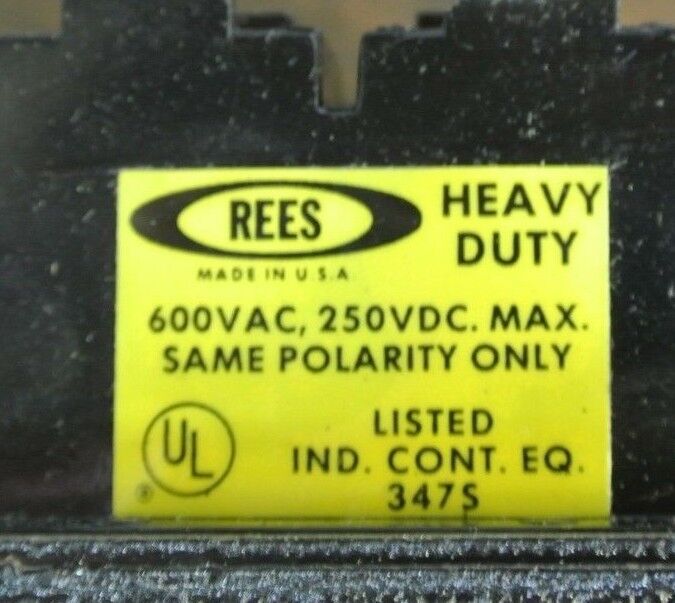 REES
HEAVY
DUTY
MADE IN U.S.A.
600VAC, 250VDC. MAX.
SAME POLARITY ONLY
UL
®
LISTED
IND. CONT. EQ.
347S